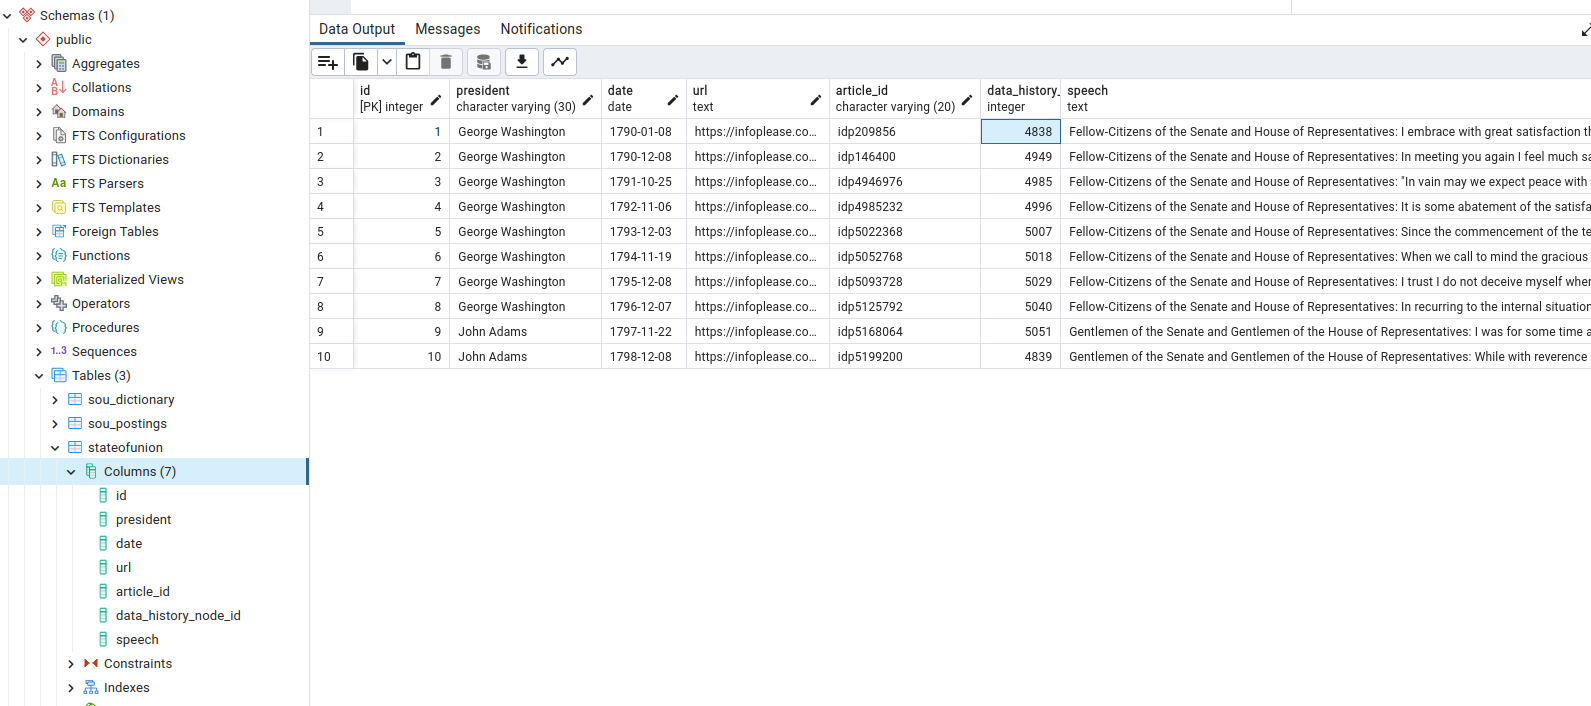 Schemas (1)
public
Aggregates
Collations
Domains
FTS Configurations
FTS Dictionaries
Aa FTS Parsers
FTS Templates
Foreign Tables
Functions
Materialized Views
Operators
Procedures
1..3 Sequences
Tables (3)
sou_dictionary
sou_postings
stateofunion
Columns (7)
id
president
date
url
article_id
data_history_node_id
speech
Constraints
Indexes
Data Output Messages Notifications
id president date url article_id data_history_ speech
[PK] integer character varying (30) date text character varying (20) integer text
1 1 George Washington 1790-01-08 https://infoplease.co... idp209856 4838 Fellow-Citizens of the Senate and House of Representatives: I embrace with great satisfaction th
2 2 George Washington 1790-12-08 https://infoplease.co... idp146400 4949 Fellow-Citizens of the Senate and House of Representatives: In meeting you again I feel much sa
3 3 George Washington 1791-10-25 https://infoplease.co... idp4946976 4985 Fellow-Citizens of the Senate and House of Representatives: "In vain may we expect peace with
4 4 George Washington 1792-11-06 https://infoplease.co... idp4985232 4996 Fellow-Citizens of the Senate and House of Representatives: It is some abatement of the satisfa
5 5 George Washington 1793-12-03 https://infoplease.co... idp5022368 5007 Fellow-Citizens of the Senate and House of Representatives: Since the commencement of the te
6 6 George Washington 1794-11-19 https://infoplease.co... idp5052768 5018 Fellow-Citizens of the Senate and House of Representatives: When we call to mind the gracious
7 7 George Washington 1795-12-08 https://infoplease.co... idp5093728 5029 Fellow-Citizens of the Senate and House of Representatives: I trust I do not deceive myself wher
8 8 George Washington 1796-12-07 https://infoplease.co... idp5125792 5040 Fellow-Citizens of the Senate and House of Representatives: In recurring to the internal situation
9 9 John Adams 1797-11-22 https://infoplease.co... idp5168064 5051 Gentlemen of the Senate and Gentlemen of the House of Representatives: I was for some time a
10 10 John Adams 1798-12-08 https://infoplease.co... idp5199200 4839 Gentlemen of the Senate and Gentlemen of the House of Representatives: While with reverence